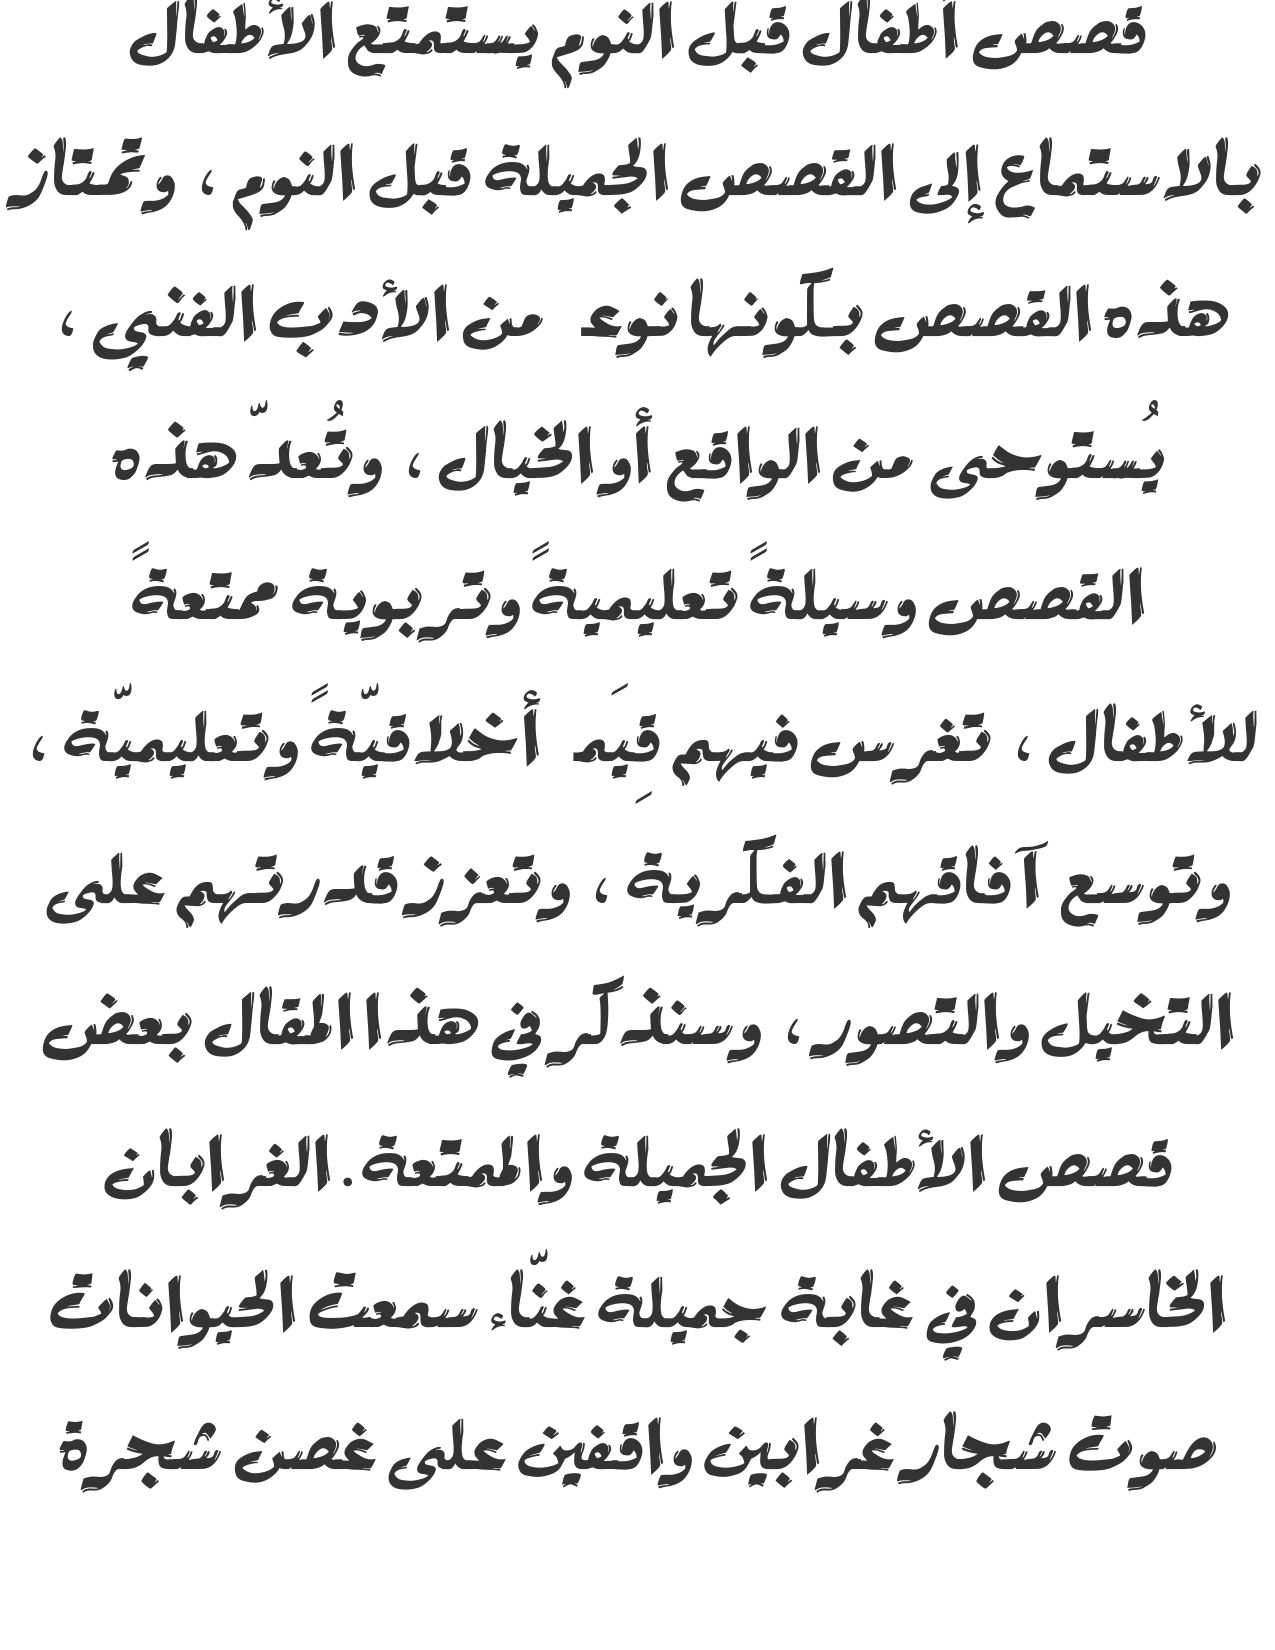 قصص أطفال قبل النوم يستمتع الأطفال
بالاستماع إلى القصص الجميلة قبل النوم ، وتمتاز
هذه القصص بكونها نوع من الأدب الفني ،
يُستوحى من الواقع أو الخيال ، وتُعدّ هذه
القصص وسيلةً تعليميةً وتربوية ممتعةً
للأطفال ، تغرس فيهم قِيَم أخلاقيّةً وتعليميّة ،
وتوسع آفاقهم الفكرية ، وتعزز قدرتهم على
التخيل والتصور ، وسنذكر في هذا المقال بعض
قصص الأطفال الجميلة والممتعة . الغرابان
الخاسران في غابة جميلة غنّاء سمعت الحيوانات
صوت شجار غرابين واقفين على غصن شجرة